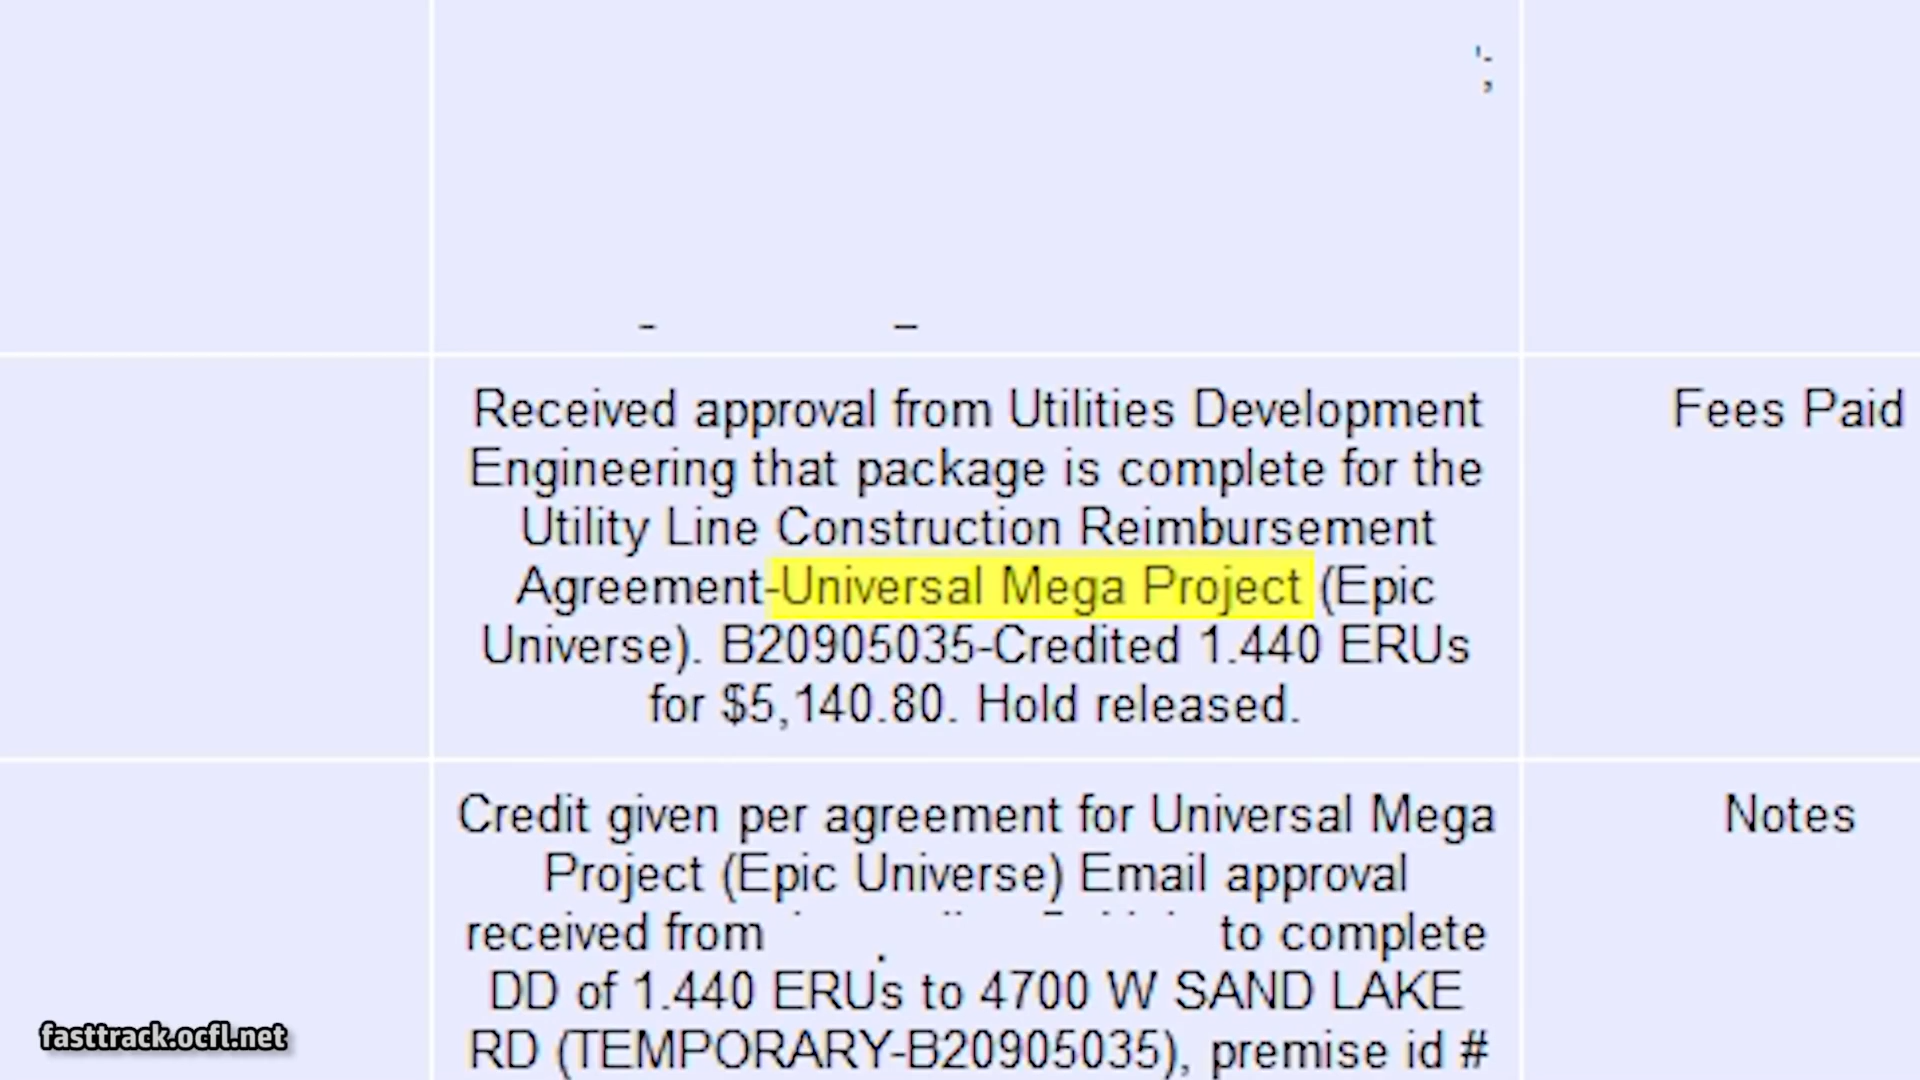 Received approval from Utilities Development
Fees Paid
Engineering that package is complete for the
Utility Line Construction Reimbursement
Agreement-Universal Mega Project (Epic
Universe). B20905035-Credited 1.440 ERUs
for $5,140.80. Hold released.
Credit given per agreement for Universal Mega
Notes
Project (Epic Universe) Email approval
received from to complete
DD of 1.440 ERUs to 4700 W SAND LAKE
RD (TEMPORARY-B20905035), premise id #
fasttrack.ocfl.net